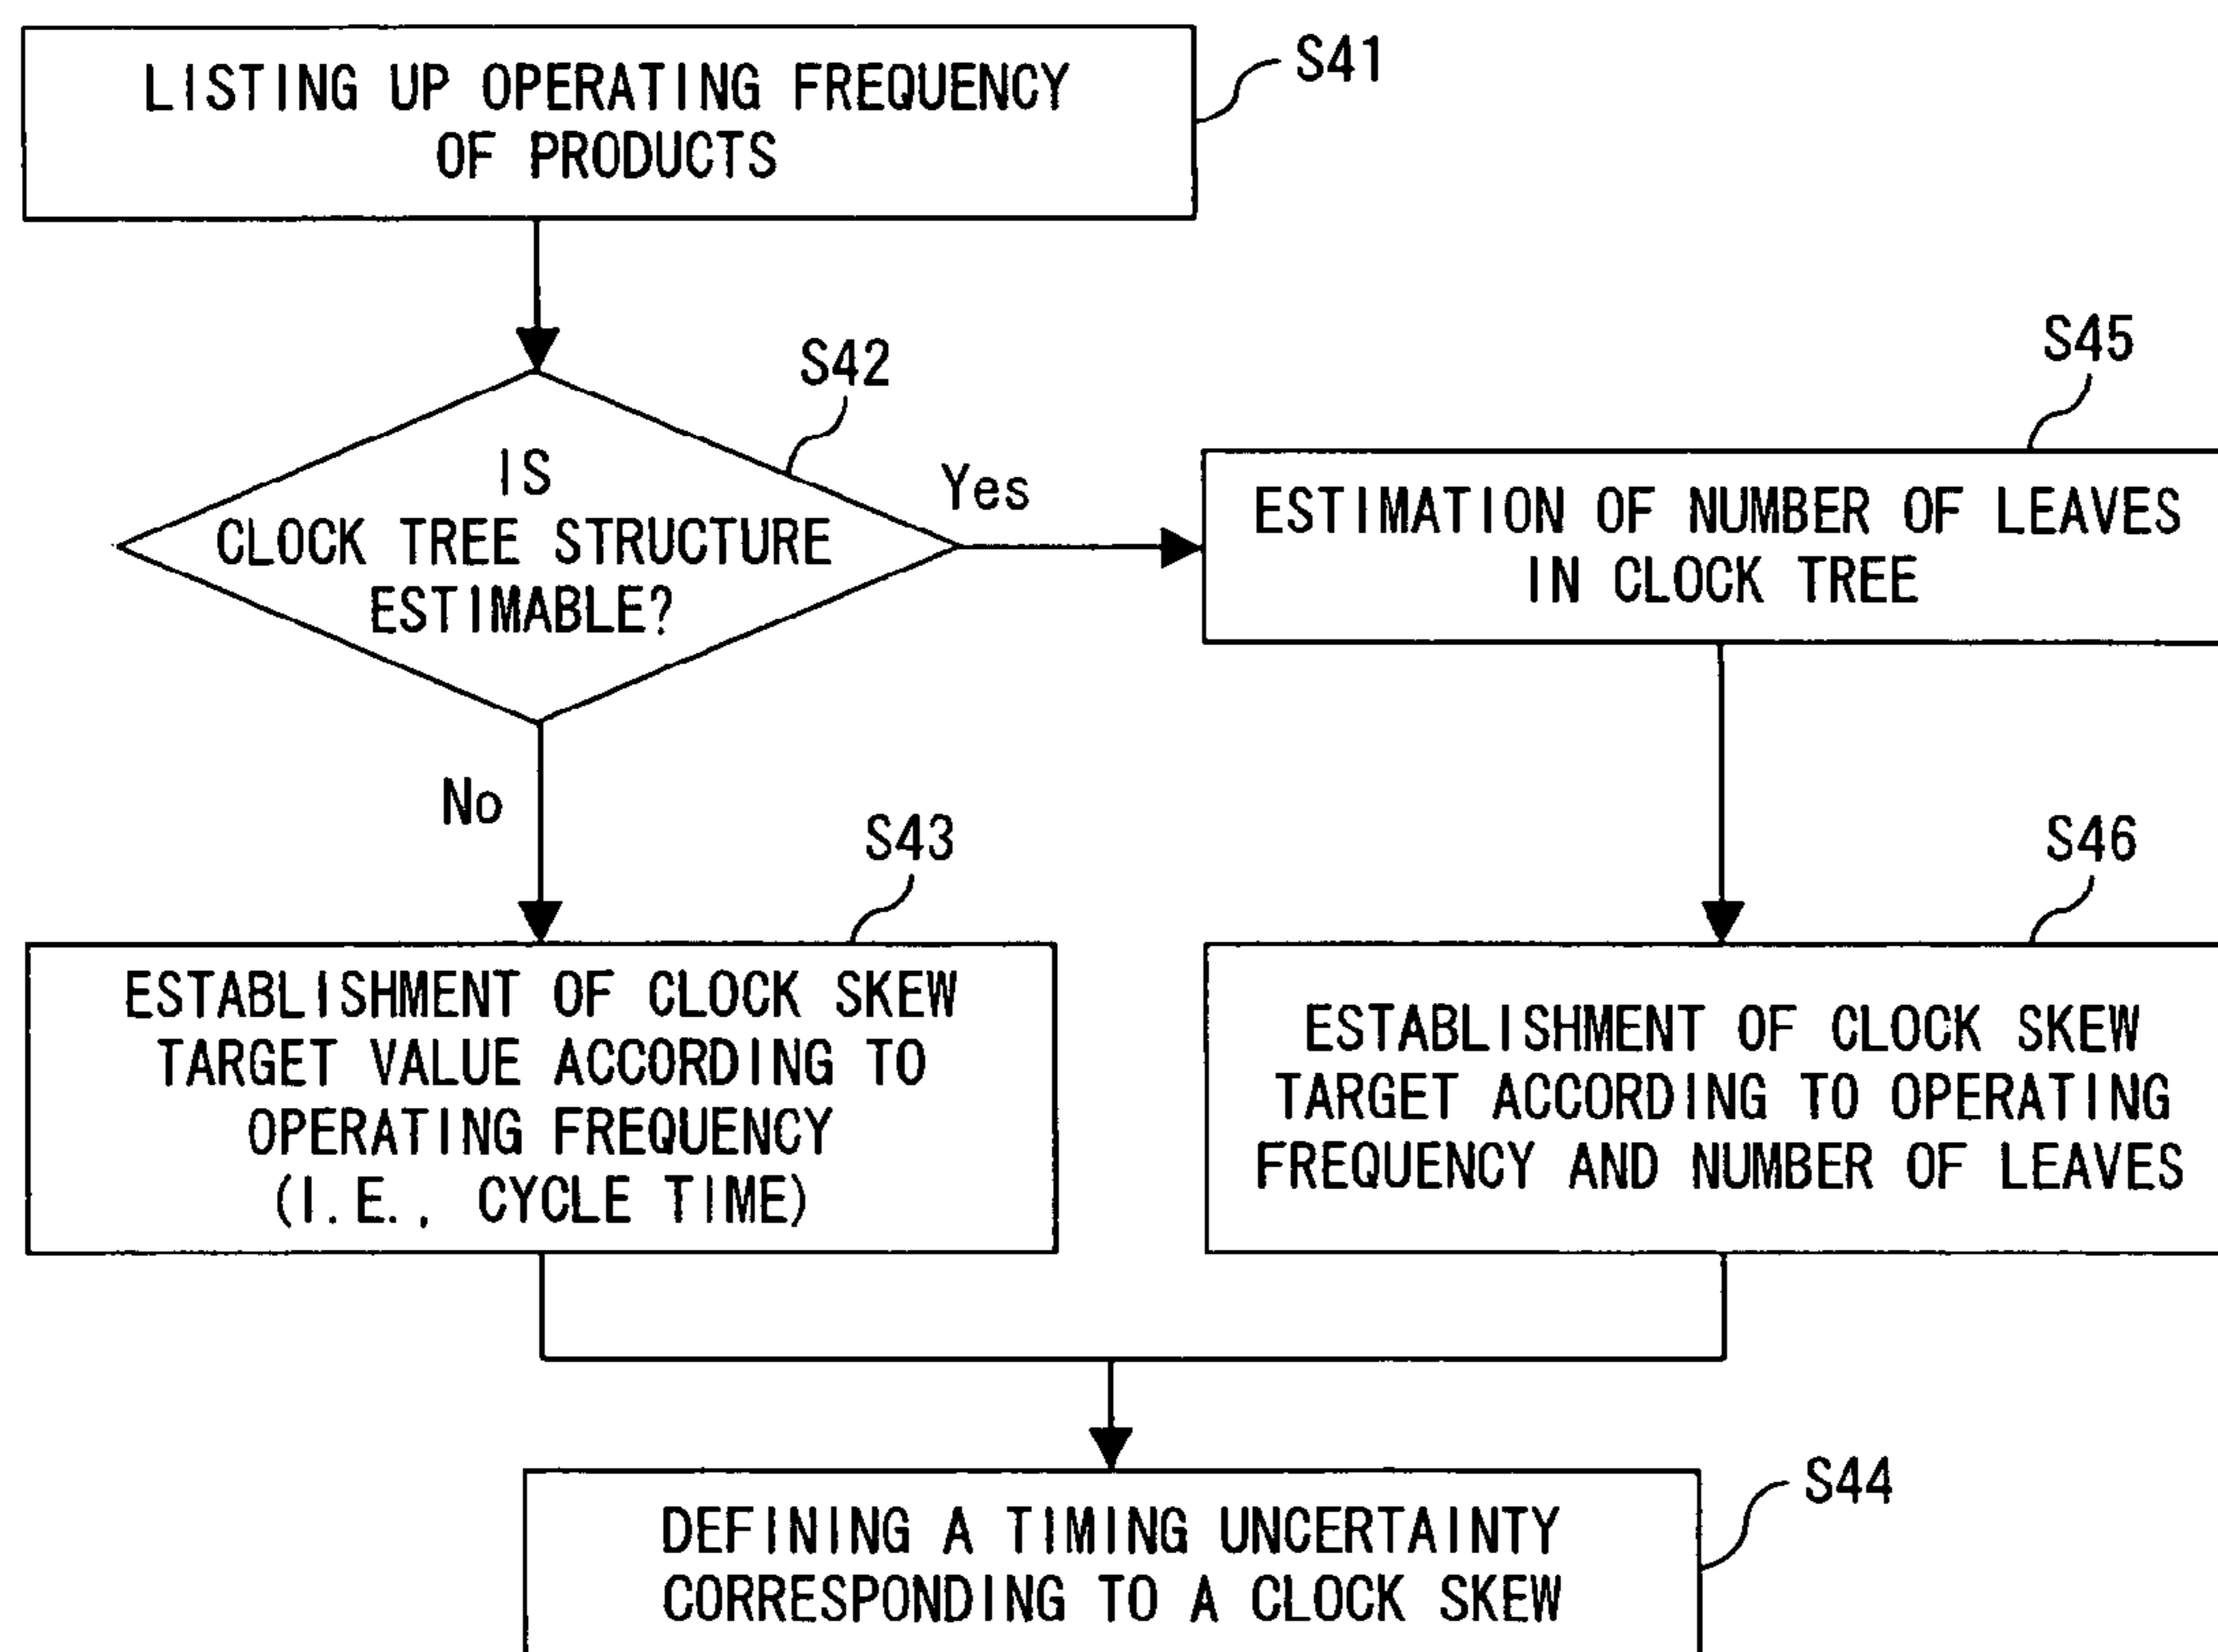 LISTING UP OPERATING FREQUENCY
OF PRODUCTS
S41
S42
IS
CLOCK TREE STRUCTURE
ESTIMABLE?
Yes
S45
ESTIMATION OF NUMBER OF LEAVES
IN CLOCK TREE
No
S43
ESTABLISHMENT OF CLOCK SKEW
TARGET VALUE ACCORDING TO
OPERATING FREQUENCY
(I.E., CYCLE TIME)
S46
ESTABLISHMENT OF CLOCK SKEW
TARGET ACCORDING TO OPERATING
FREQUENCY AND NUMBER OF LEAVES
S44
DEFINING A TIMING UNCERTAINTY
CORRESPONDING TO A CLOCK SKEW